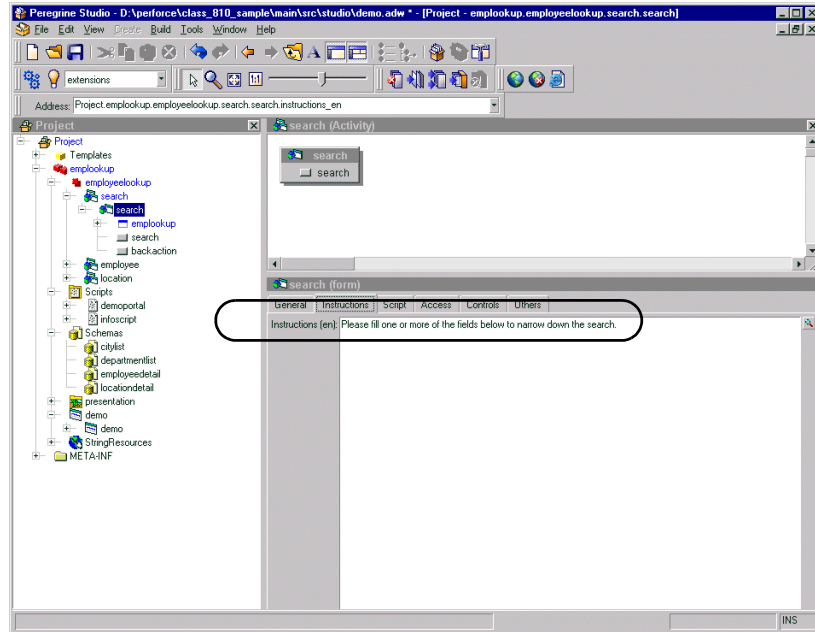 Peregrine Studio - D:\perforce\class_810_sample\main\src\studio\demo.adw * - [Project - emplookup.employeelookup.search.search]
File Edit View Create Build Tools Window Help
extensions
1:1
Address: Project.emplookup.employeelookup.search.search.instructions_en
Project
search (Activity)
Project
Templates
emplookup
employeelookup
search
search
emplookup
search
backaction
employee
location
Scripts
demoportal
infoscript
Schemas
citylist
departmentlist
employeedetail
locationdetail
presentation
demo
demo
StringResources
META-INF
search
search
search (form)
General Instructions Script Access Controls Others
Instructions (en): Please fill one or more of the fields below to narrow down the search.
INS